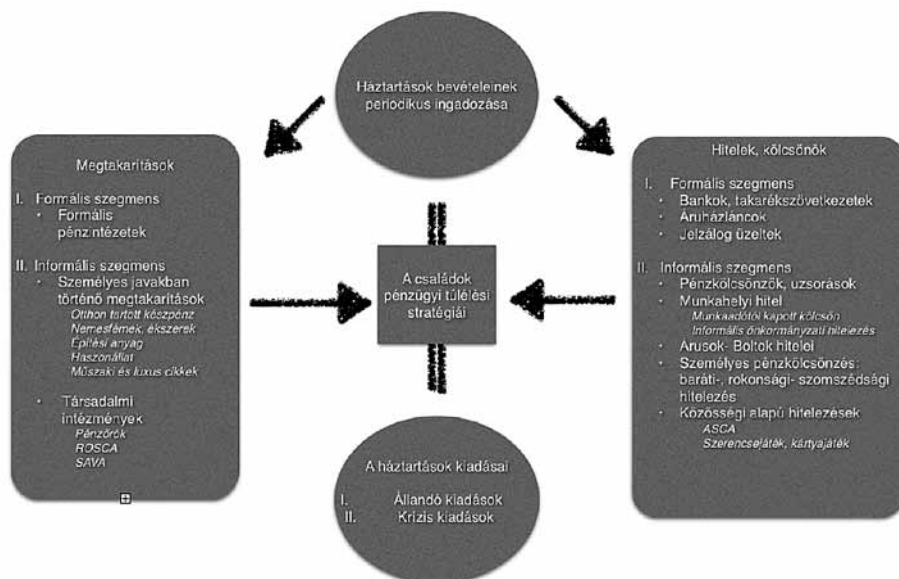 Háztartások bevételeinek
periodikus ingadozása
Megtakarítások
I. Formális szegmens
• Formális
pénzintézetek
II. Informális szegmens
• Személyes javakban
történő megtakarítások
Otthon tartott készpénz
Nemesfémek, ékszerek
Építési anyag
Haszonállat
Műszaki és luxus cikkek
• Társadalmi
intézmények
Pénzőrök
ROSCA
SAVA
A családok
pénzügyi túlélési
stratégiái
Hitelek, kölcsönök
I. Formális szegmens
• Bankok, takarékszövetkezetek
• Áruházláncok
• Jelzálog üzeltek
II. Informális szegmens
• Pénzkölcsönzők, uzsorások
• Munkahelyi hitel
Munkaadótól kapott kölcsön
Informális önkormányzati hitelezés
• Árusok- Boltok hitelei
• Személyes pénzkölcsönzés:
baráti-, rokonsági- szomszédsági
hitelezés
• Közösségi alapú hitelezések
ASCA
Szerencsejáték, kártyajáték
A háztartások kiadásai
I. Állandó kiadások
II. Krízis kiadások